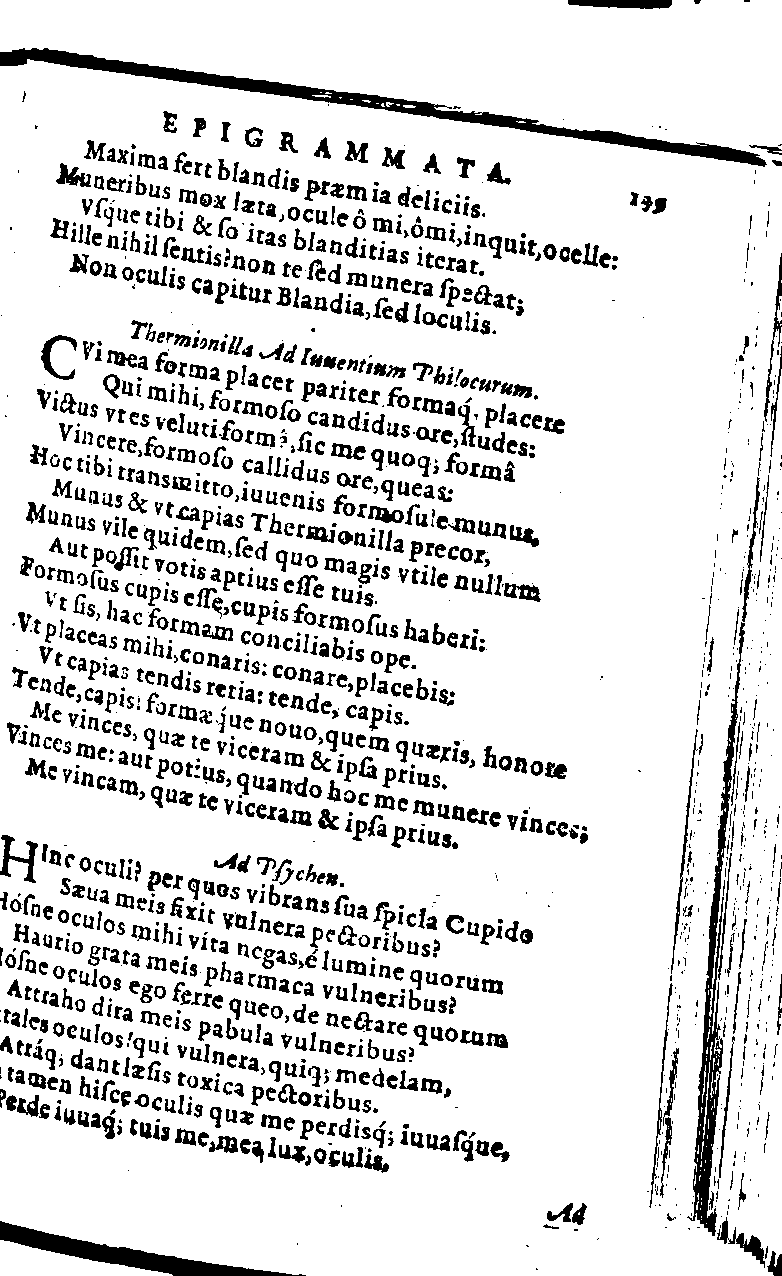 EPIGRAMMATA.
Maxima fert blandis præmia deliciis.
Muneribus mox læta, ocule ô mi, ô mi, inquit, ocelle:
Vſque tibi & ſo itas blanditias iterat.
Hille nihil ſentis? non te ſed munera ſpectat;
Non oculis capitur Blandia, ſed loculis.
Thermionilla Ad Iuuentium Philocurum.
CVi mea forma placet pariter formaq́, placere
Qui mihi, formoſo candidus ore, ſtudes:
Victus vt es veluti forma, ſic me quoq; formâ
Vincere, formoſo callidus ore, queas:
Hoc tibi transmitto, iuuenis formoſule munus,
Munus & vt capias Thermionilla precor,
Munus vile quidem, ſed quo magis vtile nullum
Aut poſſit votis aptius eſſe tuis.
Formoſus cupis eſſe, cupis formoſus haberi:
Vt ſis, hac formam conciliabis ope.
Vt placeas mihi, conaris: conare, placebis:
Vt capias tendis retia: tende, capis.
Tende, capis: formæque nouo, quem quæris, honore
Me vinces, quæ te viceram & ipſa prius.
Vinces me: aut potius, quando hoc me munere vinces;
Me vincam, quæ te viceram & ipſa prius.
Ad Pſychen.
HInc oculi? per quos vibrans ſua ſpicla Cupido
Sæua meis fixit vulnera pectoribus?
Hóſne oculos mihi víta negas, é lumine quorum
Haurio grata meis pharmaca vulneribus?
Hóſne oculos ego ferre queo, de nectare quorum
Attraho dira meis pabula vulneribus?
tales oculos! qui vulnera, quiq; medelam,
Atráq; dant læſis toxica pectoribus.
tamen hiſce oculis quæ me perdisq́; iuuaſq́ue,
Perde iuuaq́; tuis me, mea lux, oculis.
Ad